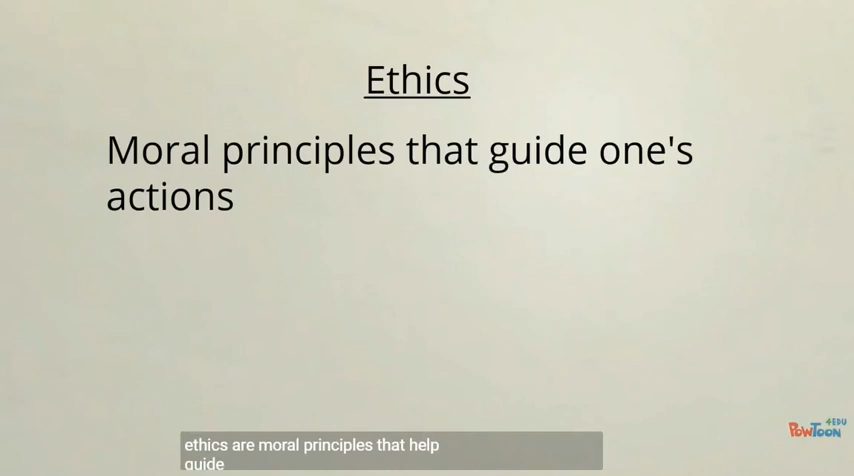 Ethics
Moral principles that guide one's
actions
4EDU
PowToon
ethics are moral principles that help
guide